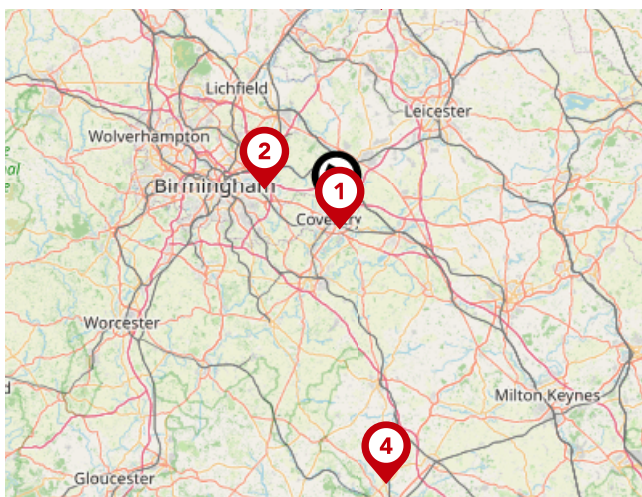 Lichfield
Leicester
Wolverhampton
2
Birmingham
1
Coventry
Worcester
Milton Keynes
4
Gloucester